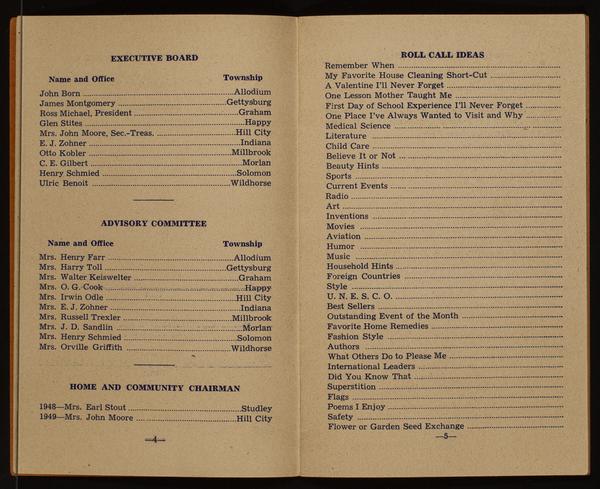 EXECUTIVE BOARD
Name and Office Township
John Born Allodium
James Montgomery Gettysburg
Ross Michael, President Graham
Glen Stites Happy
Mrs. John Moore, Sec.-Treas. Hill City
E. J. Zohner Indiana
Otto Kobler Millbrook
C. E. Gilbert Morlan
Henry Schmied Solomon
Ulric Benoit Wildhorse
ADVISORY COMMITTEE
Name and Office Township
Mrs. Henry Farr Allodium
Mrs. Harry Toll Gettysburg
Mrs. Walter Keiswelter Graham
Mrs. O. G. Cook Happy
Mrs. Irwin Odle Hill City
Mrs. E. J. Zohner Indiana
Mrs. Russell Trexler Millbrook
Mrs. J. D. Sandlin Morlan
Mrs. Henry Schmied Solomon
Mrs. Orville Griffith Wildhorse
HOME AND COMMUNITY CHAIRMAN
1948—Mrs. Earl Stout Studley
1949—Mrs. John Moore Hill City
—4—
ROLL CALL IDEAS
Remember When
My Favorite House Cleaning Short-Cut
A Valentine I'll Never Forget
One Lesson Mother Taught Me
First Day of School Experience I'll Never Forget
One Place I've Always Wanted to Visit and Why
Medical Science
Literature
Child Care
Believe It or Not
Beauty Hints
Sports
Current Events
Radio
Art
Inventions
Movies
Aviation
Humor
Music
Household Hints
Foreign Countries
Style
U. N. E. S. C. O.
Best Sellers
Outstanding Event of the Month
Favorite Home Remedies
Fashion Style
Authors
What Others Do to Please Me
International Leaders
Did You Know That
Superstition
Flags
Poems I Enjoy
Safety
Flower or Garden Seed Exchange
—5—